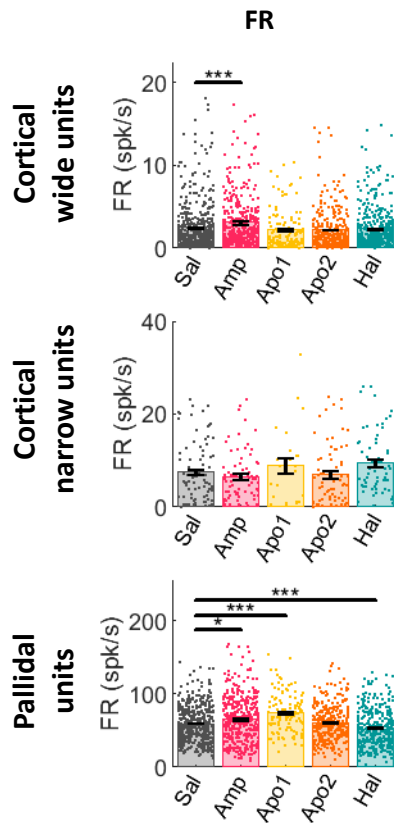 FR
Cortical
wide units
FR (spk/s)
20
10
0
***
Sal
Amp
Apo1
Apo2
Hal
Cortical
narrow units
FR (spk/s)
40
20
0
Sal
Amp
Apo1
Apo2
Hal
Pallidal
units
FR (spk/s)
200
100
0
***
***
*
Sal
Amp
Apo1
Apo2
Hal